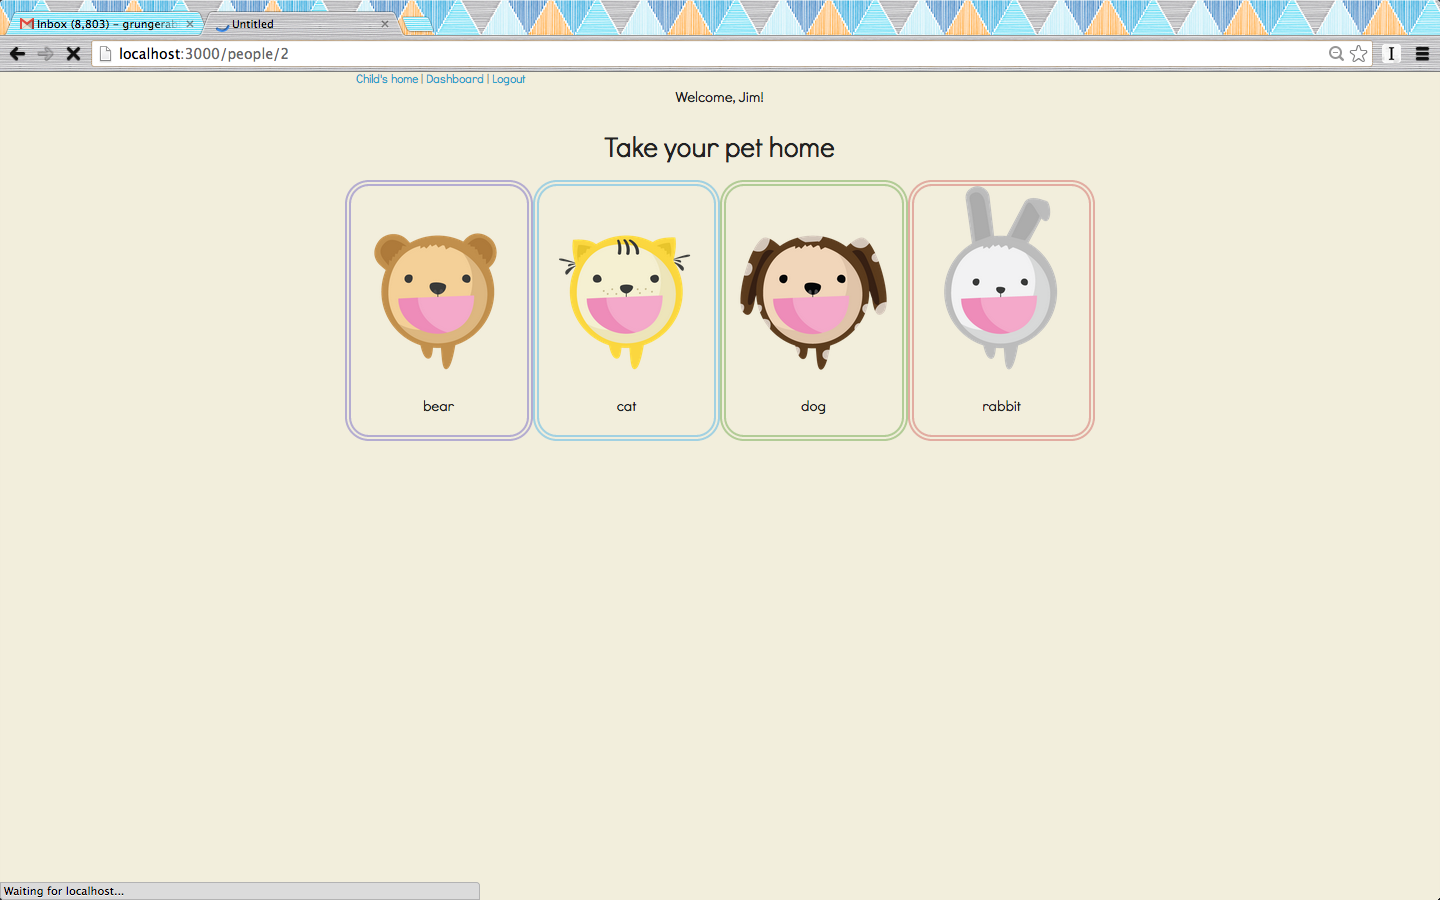 Inbox (8,803) – grungerab
Untitled
localhost:3000/people/2
Child's home | Dashboard | Logout
Welcome, Jim!
Take your pet home
bear
cat
dog
rabbit
Waiting for localhost...